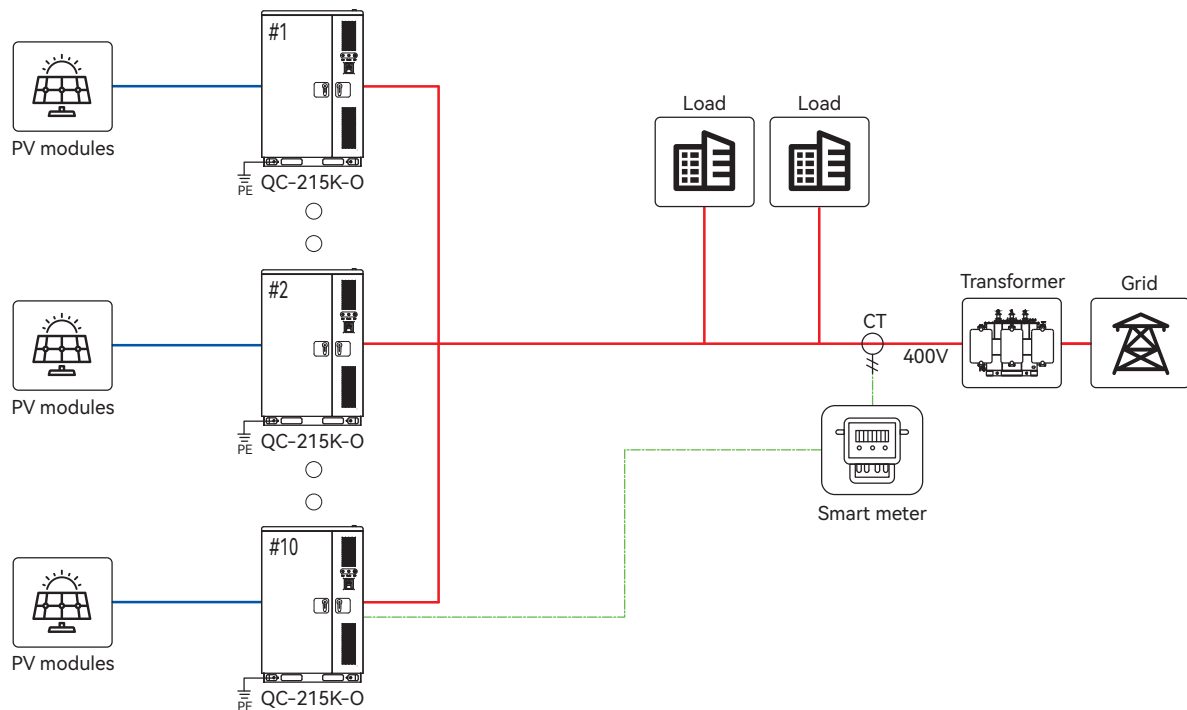 #1
PV modules
PE
QC-215K-O
Load
Load
#2
PV modules
PE
QC-215K-O
CT
400V
Transformer
Grid
Smart meter
#10
PV modules
PE
QC-215K-O